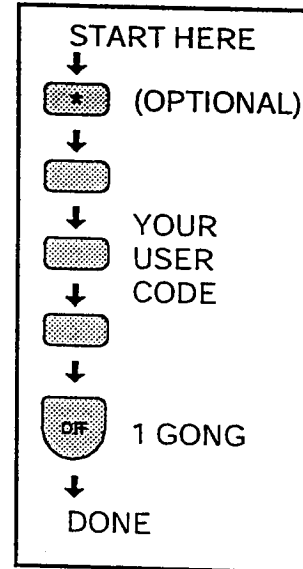 START HERE
* (OPTIONAL)
YOUR
USER
CODE
OFF 1 GONG
DONE